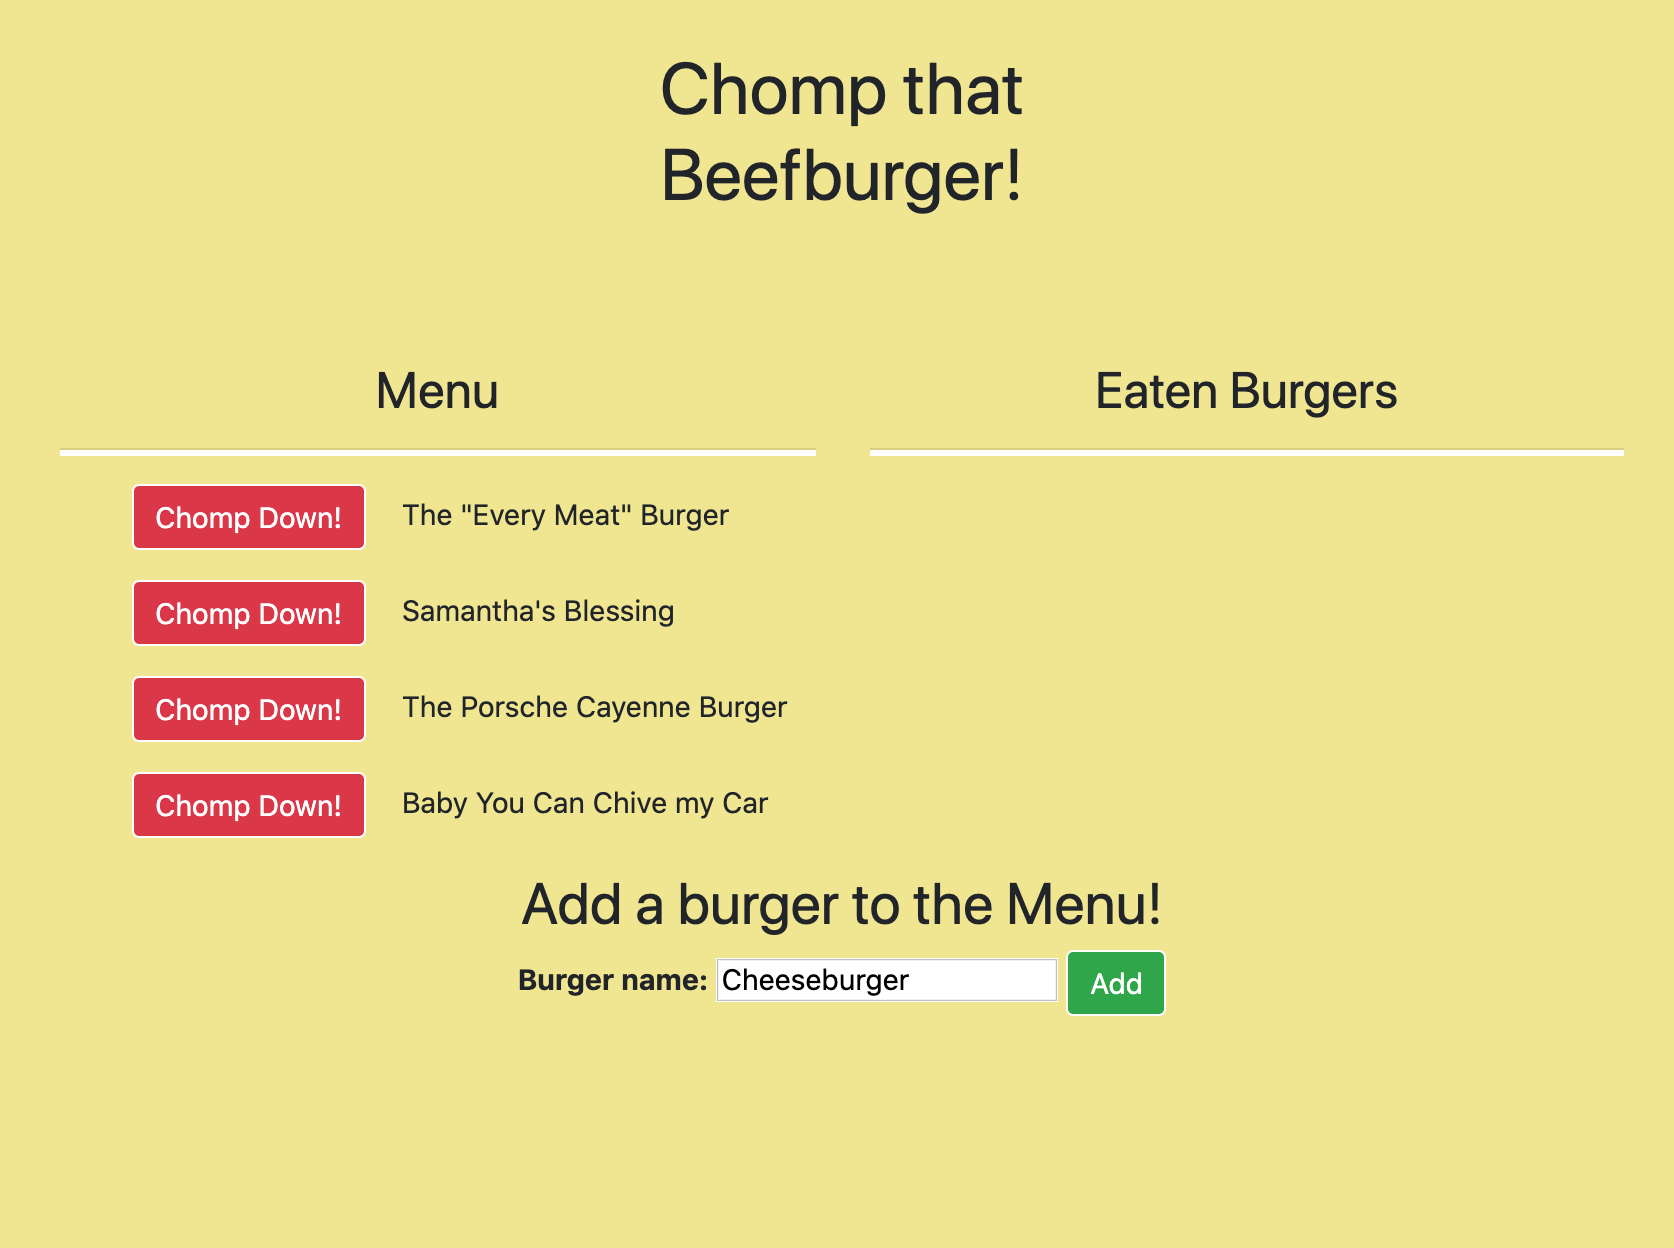 Chomp that
Beefburger!
Menu
Eaten Burgers
Chomp Down! The "Every Meat" Burger
Chomp Down! Samantha's Blessing
Chomp Down! The Porsche Cayenne Burger
Chomp Down! Baby You Can Chive my Car
Add a burger to the Menu!
Burger name: Cheeseburger Add